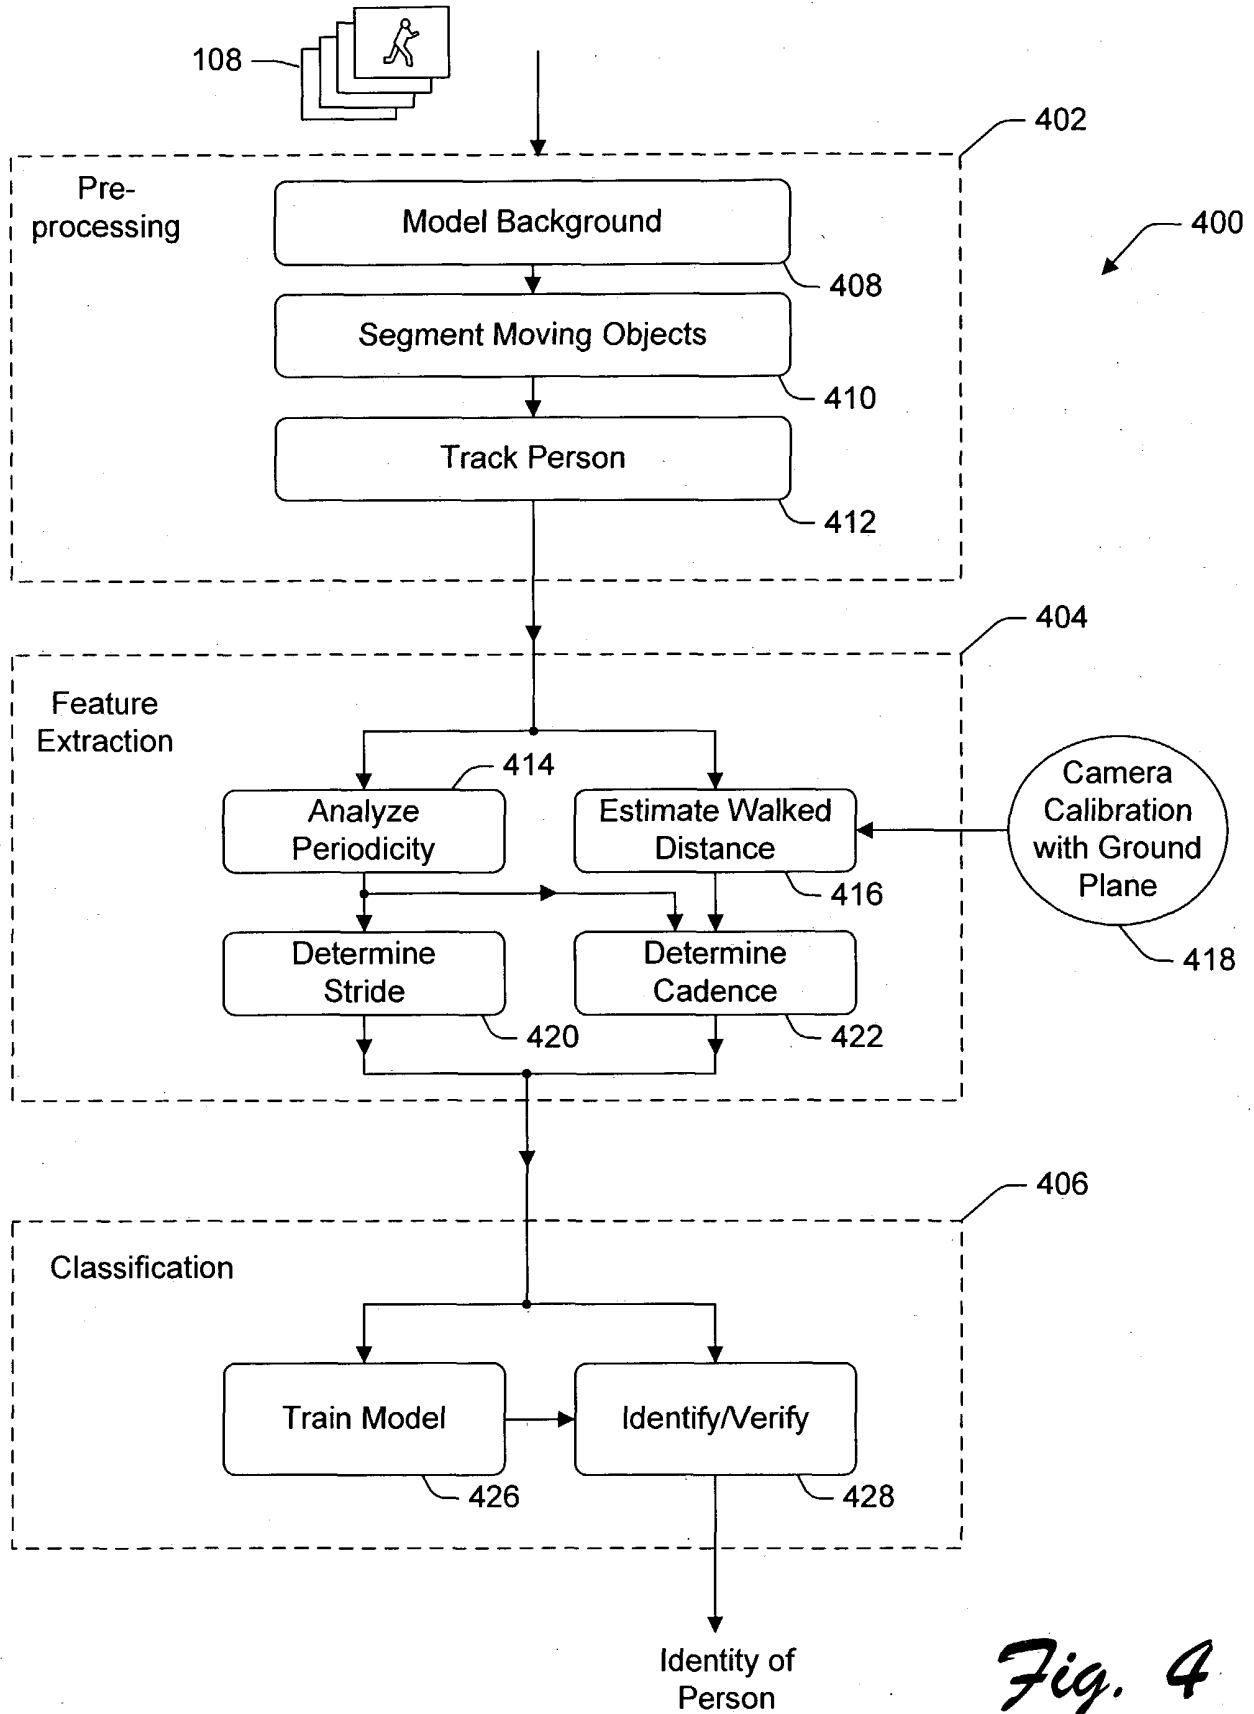 108
402
Pre-
processing
Model Background
400
408
Segment Moving Objects
410
Track Person
412
404
Feature
Extraction
414
Analyze
Periodicity
Estimate Walked
Distance
416
Camera
Calibration
with Ground
Plane
418
Determine
Stride
420
Determine
Cadence
422
406
Classification
Train Model
426
Identify/Verify
428
Identity of
Person
Fig. 4